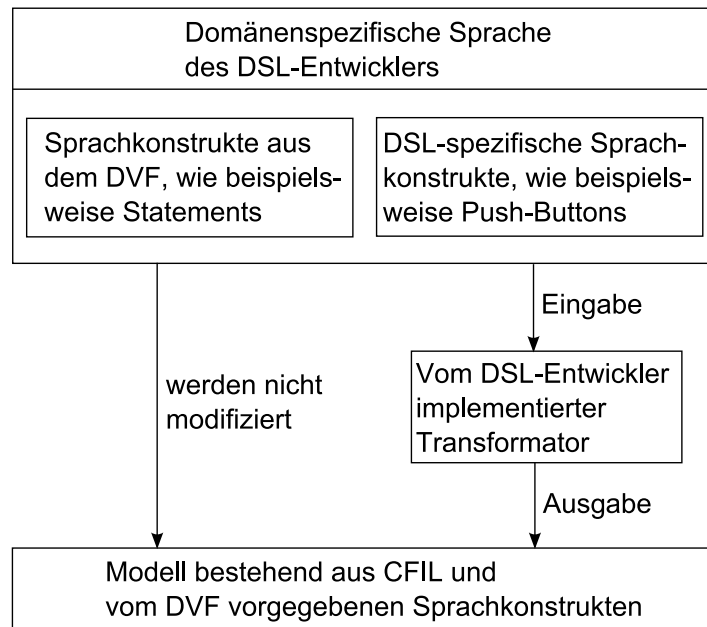 Domänenspezifische Sprache
des DSL-Entwicklers
Sprachkonstrukte aus
dem DVF, wie beispiels-
weise Statements
DSL-spezifische Sprach-
konstrukte, wie beispiels-
weise Push-Buttons
Eingabe
werden nicht
modifiziert
Vom DSL-Entwickler
implementierter
Transformator
Ausgabe
Modell bestehend aus CFIL und
vom DVF vorgegebenen Sprachkonstrukten